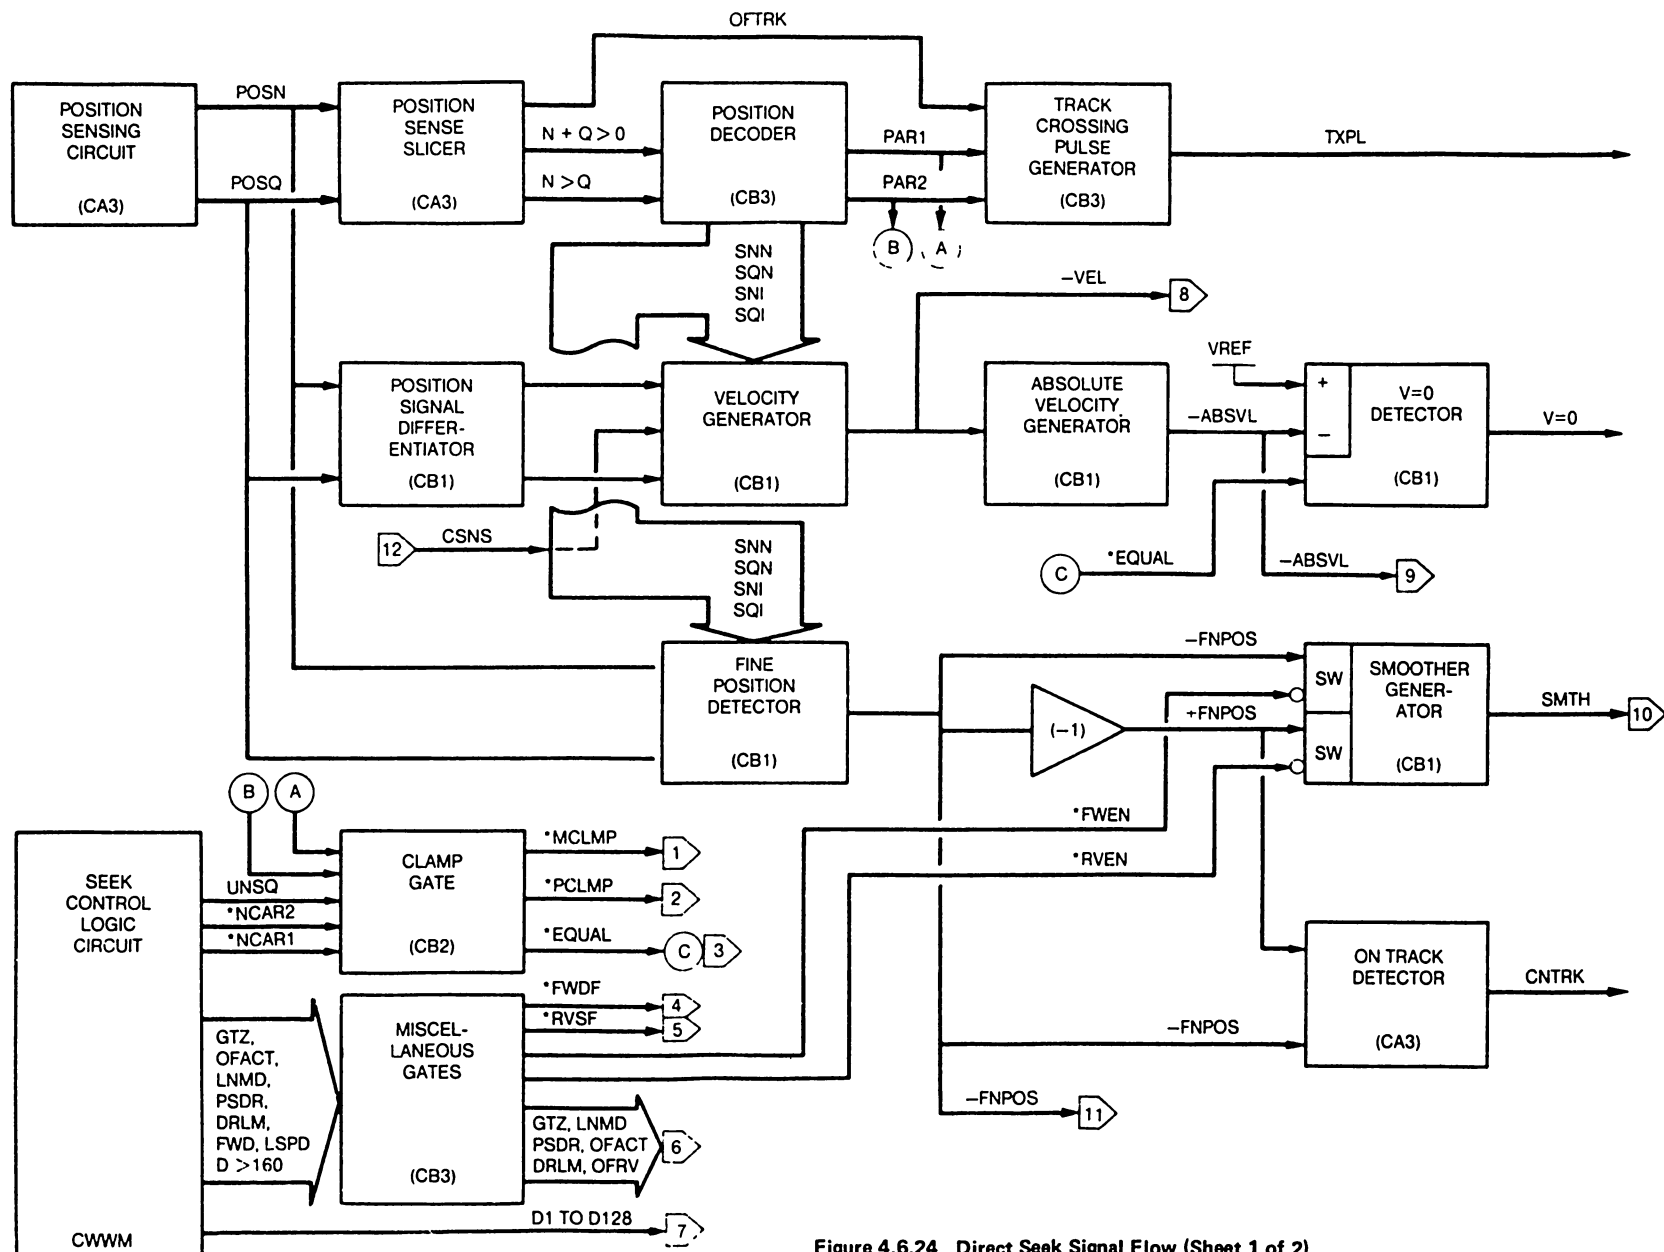 OFTRK
POSITION
SENSING
CIRCUIT
(CA3)
POSN
POSQ
POSITION
SENSE
SLICER
(CA3)
N + Q > 0
N > Q
POSITION
DECODER
(CB3)
PAR1
PAR2
B
A
TRACK
CROSSING
PULSE
GENERATOR
(CB3)
TXPL
SNN
SQN
SNI
SQI
−VEL
8
POSITION
SIGNAL
DIFFER-
ENTIATOR
(CB1)
VELOCITY
GENERATOR
(CB1)
ABSOLUTE
VELOCITY
GENERATOR
(CB1)
−ABSVL
VREF
+
−
V=0
DETECTOR
(CB1)
V=0
12
CSNS
SNN
SQN
SNI
SQI
C
*EQUAL
−ABSVL
9
FINE
POSITION
DETECTOR
(CB1)
−FNPOS
(−1)
+FNPOS
SW
SW
SMOOTHER
GENER-
ATOR
(CB1)
SMTH
10
B
A
*FWEN
*RVEN
SEEK
CONTROL
LOGIC
CIRCUIT
CWWM
UNSQ
*NCAR2
*NCAR1
CLAMP
GATE
(CB2)
*MCLMP
1
*PCLMP
2
*EQUAL
C
3
*FWDF
4
*RVSF
5
GTZ,
OFACT,
LNMD,
PSDR,
DRLM,
FWD, LSPD
D >160
MISCEL-
LANEOUS
GATES
(CB3)
GTZ, LNMD
PSDR, OFACT
DRLM, OFRV
6
D1 TO D128
7
ON TRACK
DETECTOR
(CA3)
CNTRK
−FNPOS
−FNPOS
11
Figure 4.6.24 Direct Seek Signal Flow (Sheet 1 of 2)